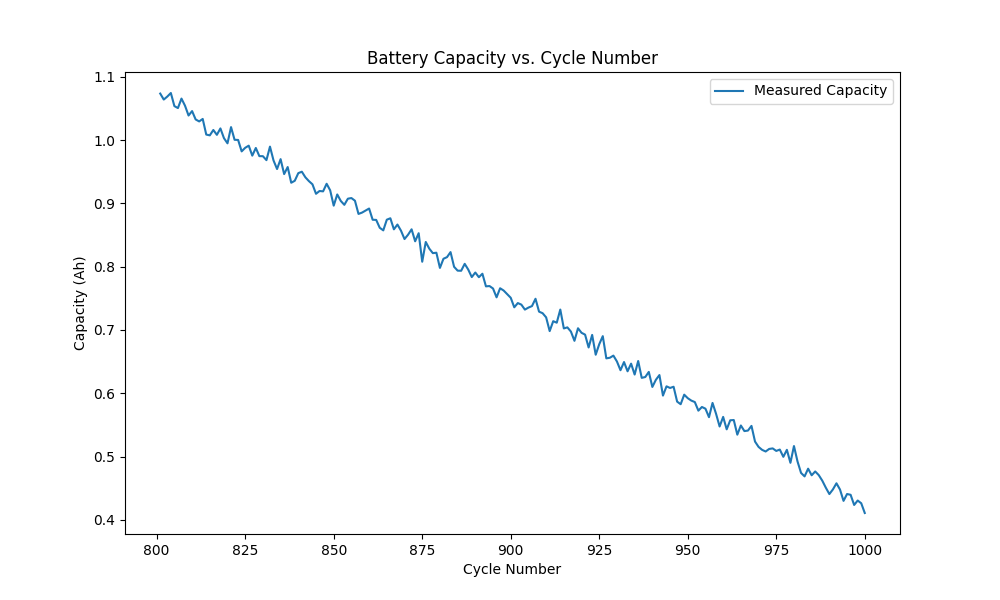 Battery Capacity vs. Cycle Number
Measured Capacity
Capacity (Ah)
1.1
1.0
0.9
0.8
0.7
0.6
0.5
0.4
800 825 850 875 900 925 950 975 1000
Cycle Number